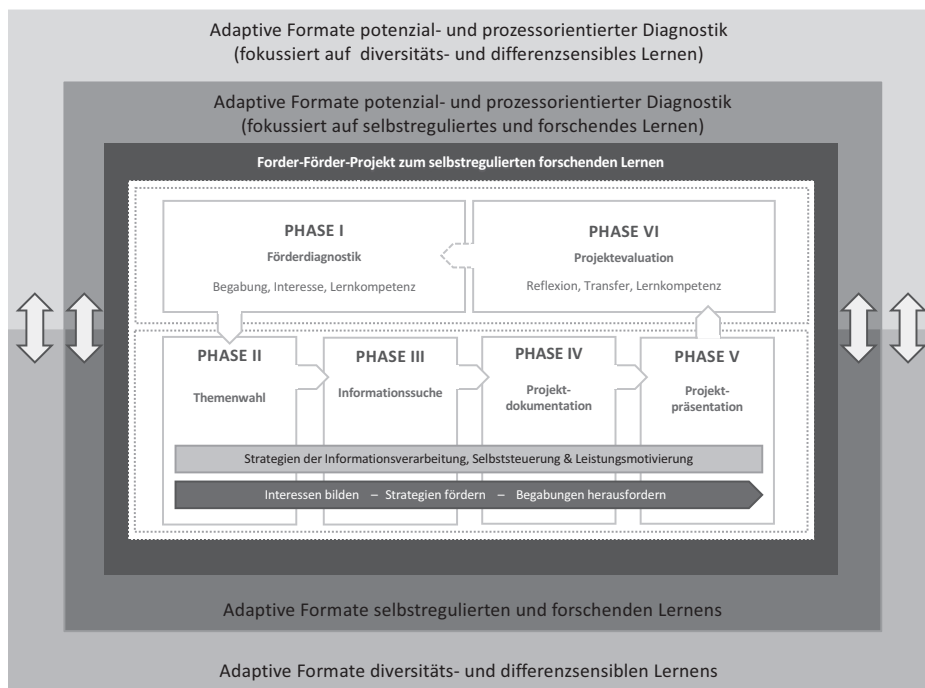 Adaptive Formate potenzial- und prozessorientierter Diagnostik
(fokussiert auf diversitäts- und differenzsensibles Lernen)
Adaptive Formate potenzial- und prozessorientierter Diagnostik
(fokussiert auf selbstreguliertes und forschendes Lernen)
Forder-Förder-Projekt zum selbstregulierten forschenden Lernen
PHASE I
Förderdiagnostik
Begabung, Interesse, Lernkompetenz
PHASE VI
Projektevaluation
Reflexion, Transfer, Lernkompetenz
PHASE II
Themenwahl
PHASE III
Informationssuche
PHASE IV
Projekt-
dokumentation
PHASE V
Projekt-
präsentation
Strategien der Informationsverarbeitung, Selbststeuerung & Leistungsmotivierung
Interessen bilden – Strategien fördern – Begabungen herausfordern
Adaptive Formate selbstregulierten und forschenden Lernens
Adaptive Formate diversitäts- und differenzsensiblen Lernens